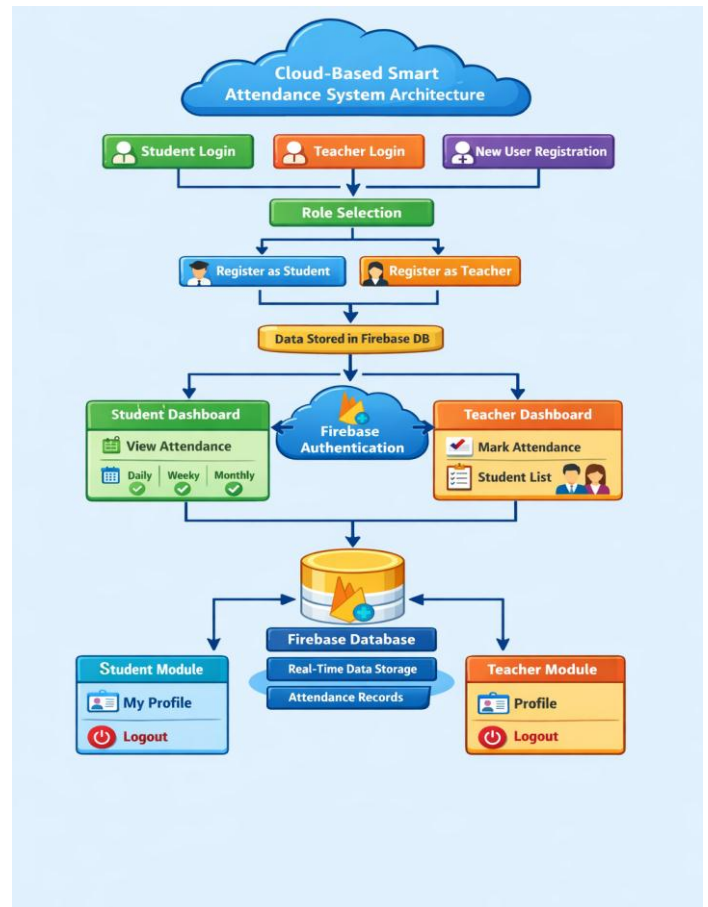 Cloud-Based Smart
Attendance System Architecture
Student Login
Teacher Login
New User Registration
Role Selection
Register as Student
Register as Teacher
Data Stored in Firebase DB
Student Dashboard
View Attendance
Daily
Weekly
Monthly
Firebase
Authentication
Teacher Dashboard
Mark Attendance
Student List
Firebase Database
Real-Time Data Storage
Attendance Records
Student Module
My Profile
Logout
Teacher Module
Profile
Logout